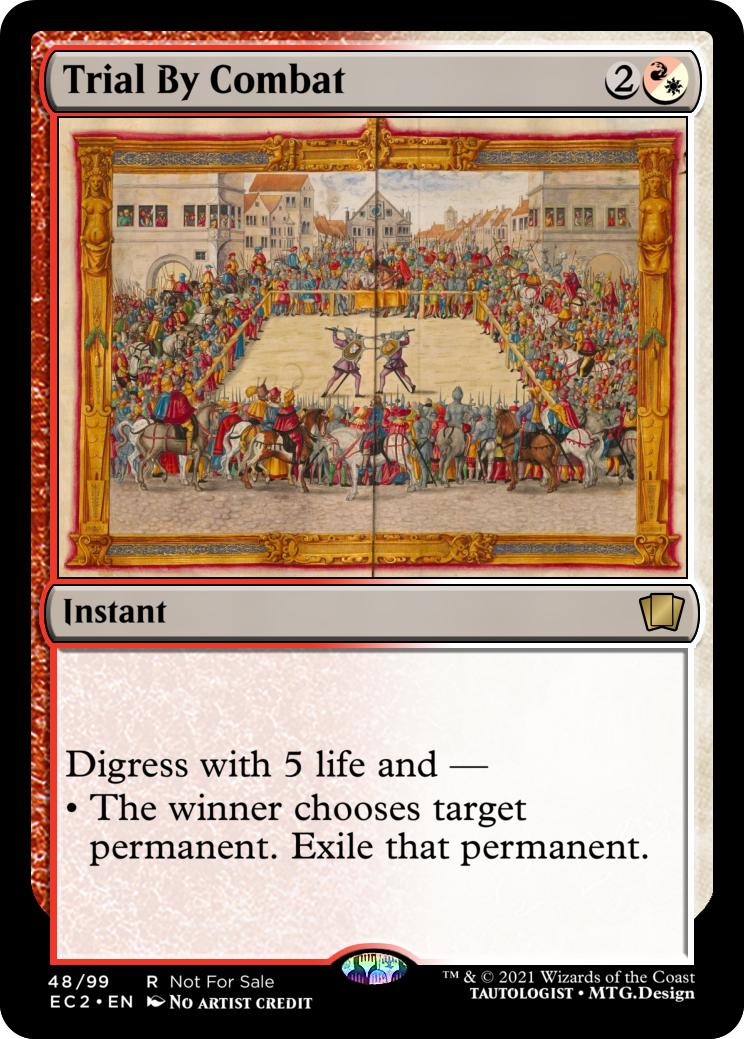 Trial By Combat 2
Instant
Digress with 5 life and —
• The winner chooses target
permanent. Exile that permanent.
48/99 R Not For Sale
EC2 • EN No artist credit
™ & © 2021 Wizards of the Coast
TAUTOLOGIST • MTG.Design